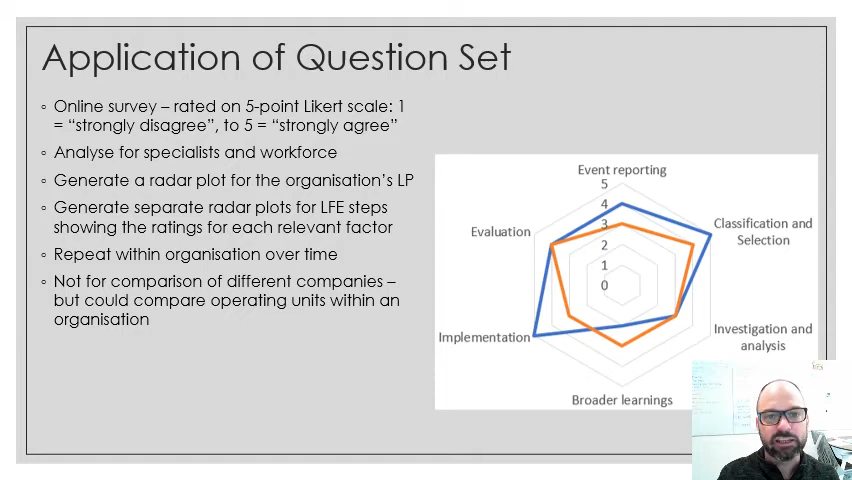 Application of Question Set
◦ Online survey – rated on 5-point Likert scale: 1
= “strongly disagree”, to 5 = “strongly agree”
◦ Analyse for specialists and workforce
◦ Generate a radar plot for the organisation’s LP
◦ Generate separate radar plots for LFE steps
showing the ratings for each relevant factor
◦ Repeat within organisation over time
◦ Not for comparison of different companies –
but could compare operating units within an
organisation
Event reporting
5
4
3
2
1
0
Classification and
Selection
Investigation and
analysis
Broader learnings
Implementation
Evaluation